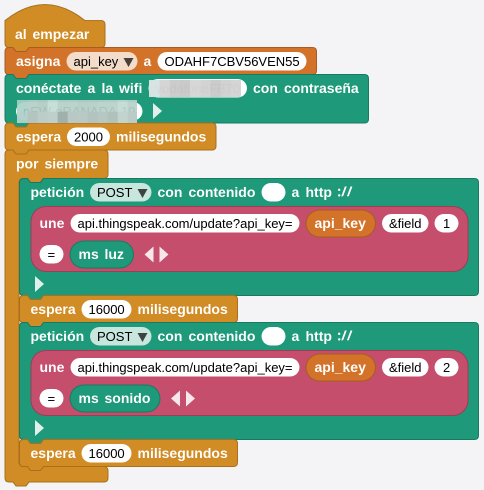 al empezar
asigna api_key ▾ a ODAHF7CBV56VEN55
conéctate a la wifi con contraseña
espera 2000 milisegundos
por siempre
petición POST ▾ con contenido a http ://
une api.thingspeak.com/update?api_key= api_key &field 1
= ms luz
espera 16000 milisegundos
petición POST ▾ con contenido a http ://
une api.thingspeak.com/update?api_key= api_key &field 2
= ms sonido
espera 16000 milisegundos